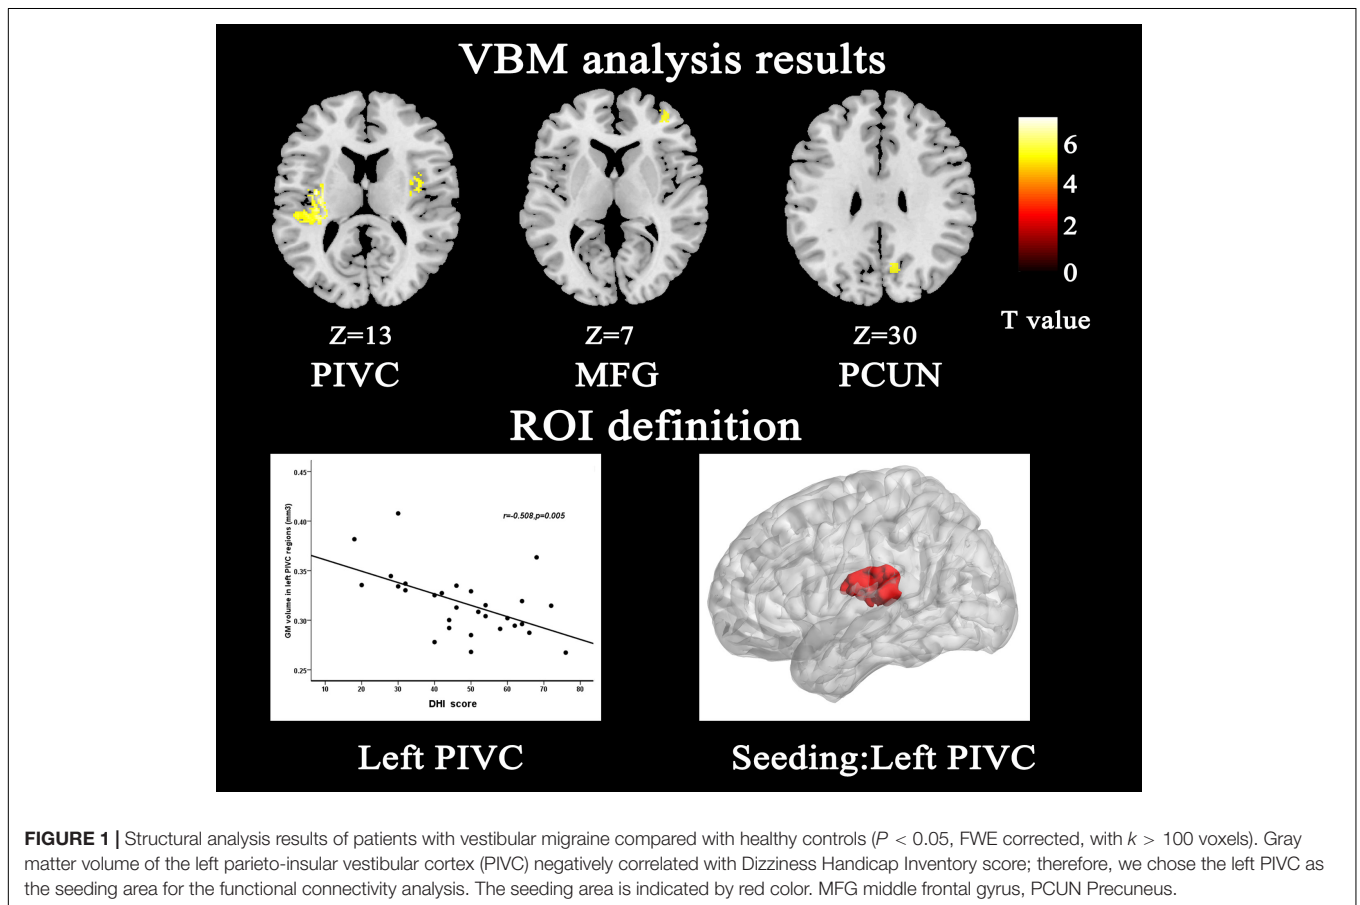 VBM analysis results
6
4
2
0
T value
Z=13
Z=7
Z=30
PIVC
MFG
PCUN
ROI definition
GM volume in left PIVC regions (mm3)
0.45
0.40
0.35
0.30
0.25
r=-0.508,p=0.005
10 20 30 40 50 60 70 80
DHI score
Left PIVC
Seeding:Left PIVC
FIGURE 1 | Structural analysis results of patients with vestibular migraine compared with healthy controls (P < 0.05, FWE corrected, with k > 100 voxels). Gray
matter volume of the left parieto-insular vestibular cortex (PIVC) negatively correlated with Dizziness Handicap Inventory score; therefore, we chose the left PIVC as
the seeding area for the functional connectivity analysis. The seeding area is indicated by red color. MFG middle frontal gyrus, PCUN Precuneus.